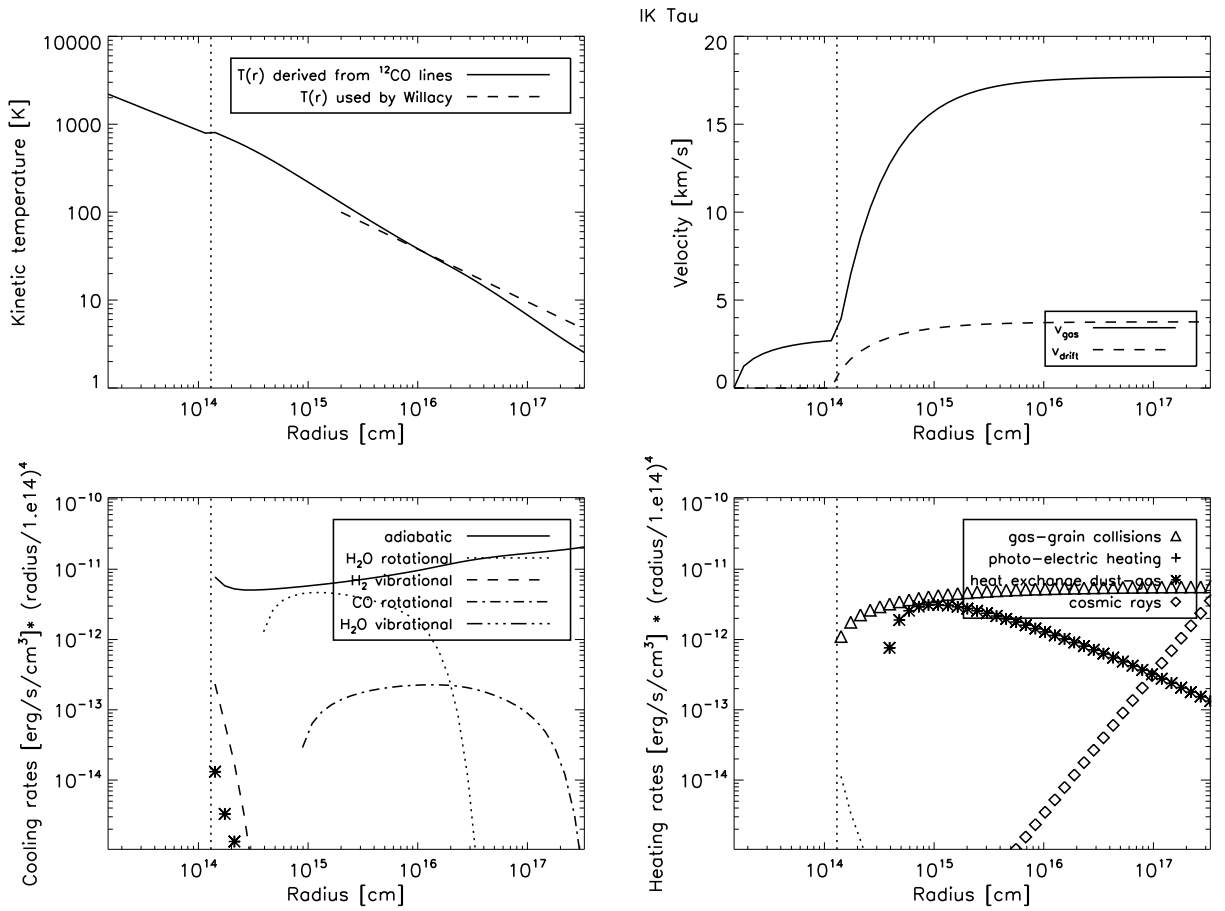 IK Tau
10000
1000
100
10
1
Kinetic temperature [K]
T(r) derived from ¹²CO lines
T(r) used by Willacy
10¹⁴ 10¹⁵ 10¹⁶ 10¹⁷
Radius [cm]
20
15
10
5
0
Velocity [km/s]
v_gas
v_drift
10¹⁴ 10¹⁵ 10¹⁶ 10¹⁷
Radius [cm]
Cooling rates [erg/s/cm³]* (radius/1.e14)⁴
10⁻¹⁰
10⁻¹¹
10⁻¹²
10⁻¹³
10⁻¹⁴
adiabatic
H₂O rotational
H₂ vibrational
CO rotational
H₂O vibrational
10¹⁴ 10¹⁵ 10¹⁶ 10¹⁷
Radius [cm]
Heating rates [erg/s/cm³]* (radius/1.e14)⁴
10⁻¹⁰
10⁻¹¹
10⁻¹²
10⁻¹³
10⁻¹⁴
gas-grain collisions
photo-electric heating
heat exchange dust-gas
cosmic rays
10¹⁴ 10¹⁵ 10¹⁶ 10¹⁷
Radius [cm]